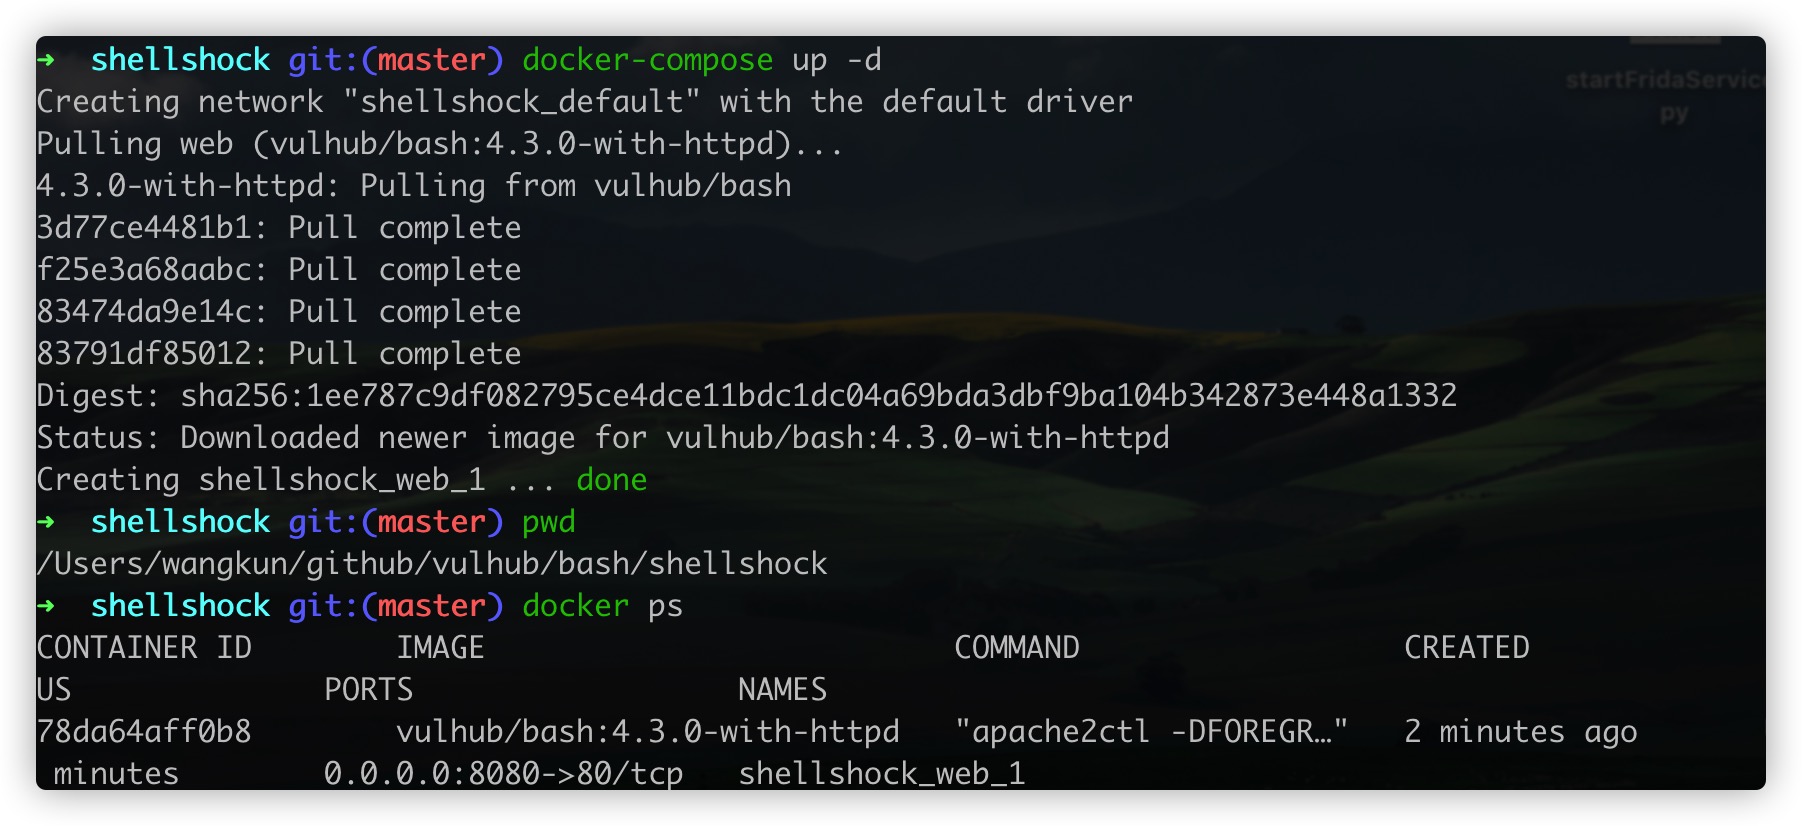 ➜  shellshock git:(master) docker-compose up -d
startFridaService
py
Creating network "shellshock_default" with the default driver
Pulling web (vulhub/bash:4.3.0-with-httpd)...
4.3.0-with-httpd: Pulling from vulhub/bash
3d77ce4481b1: Pull complete
f25e3a68aabc: Pull complete
83474da9e14c: Pull complete
83791df85012: Pull complete
Digest: sha256:1ee787c9df082795ce4dce11bdc1dc04a69bda3dbf9ba104b342873e448a1332
Status: Downloaded newer image for vulhub/bash:4.3.0-with-httpd
Creating shellshock_web_1 ... done
➜  shellshock git:(master) pwd
/Users/wangkun/github/vulhub/bash/shellshock
➜  shellshock git:(master) docker ps
CONTAINER ID        IMAGE                          COMMAND                  CREATED
US              PORTS                  NAMES
78da64aff0b8        vulhub/bash:4.3.0-with-httpd   "apache2ctl -DFOREGR…"   2 minutes ago
 minutes        0.0.0.0:8080->80/tcp   shellshock_web_1